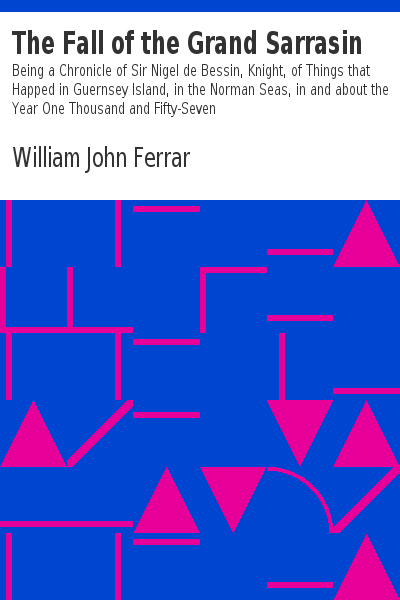 The Fall of the Grand Sarrasin
Being a Chronicle of Sir Nigel de Bessin, Knight, of Things that
Happed in Guernsey Island, in the Norman Seas, in and about the
Year One Thousand and Fifty-Seven
William John Ferrar